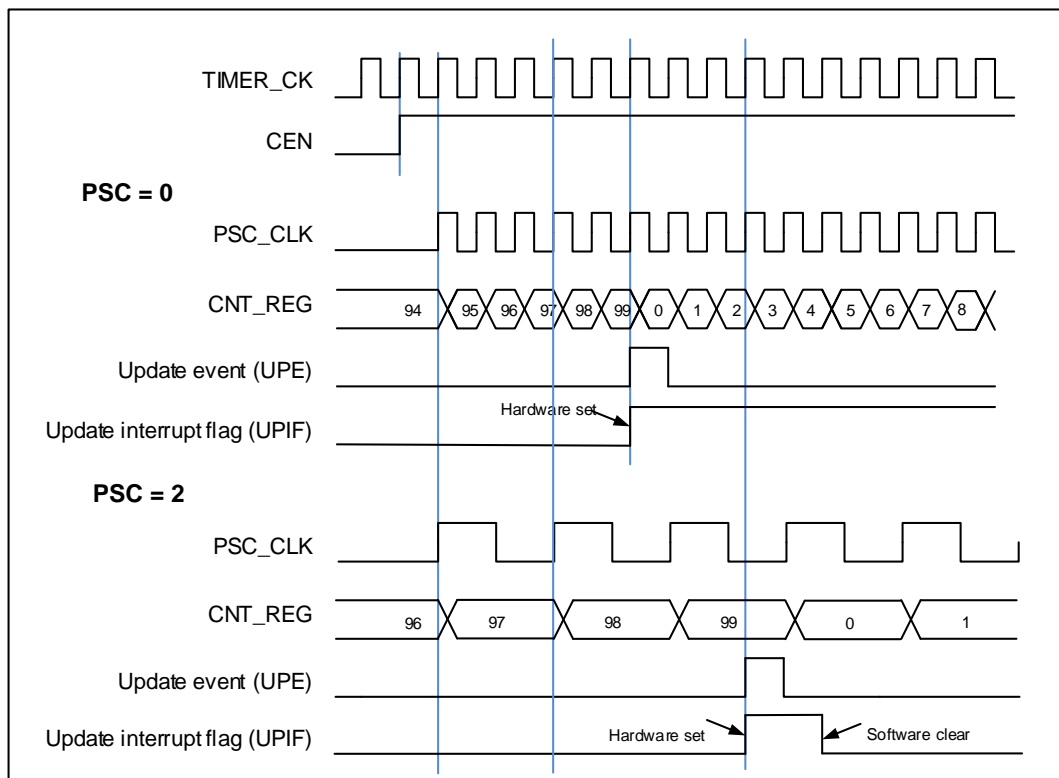 TIMER_CK
CEN
PSC = 0
PSC_CLK
CNT_REG 94 95 96 97 98 99 0 1 2 3 4 5 6 7 8
Update event (UPE)
Hardware set
Update interrupt flag (UPIF)
PSC = 2
PSC_CLK
CNT_REG 96 97 98 99 0 1
Update event (UPE)
Update interrupt flag (UPIF) Hardware set Software clear